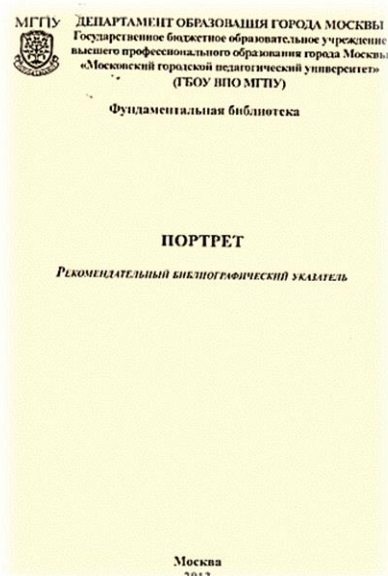 МГПУ
ДЕПАРТАМЕНТ ОБРАЗОВАНИЯ ГОРОДА МОСКВЫ
Государственное бюджетное образовательное учреждение
высшего профессионального образования города Москвы
«Московский городской педагогический университет»
(ГБОУ ВПО МГПУ)
Фундаментальная библиотека
ПОРТРЕТ
РЕКОМЕНДАТЕЛЬНЫЙ БИБЛИОГРАФИЧЕСКИЙ УКАЗАТЕЛЬ
Москва